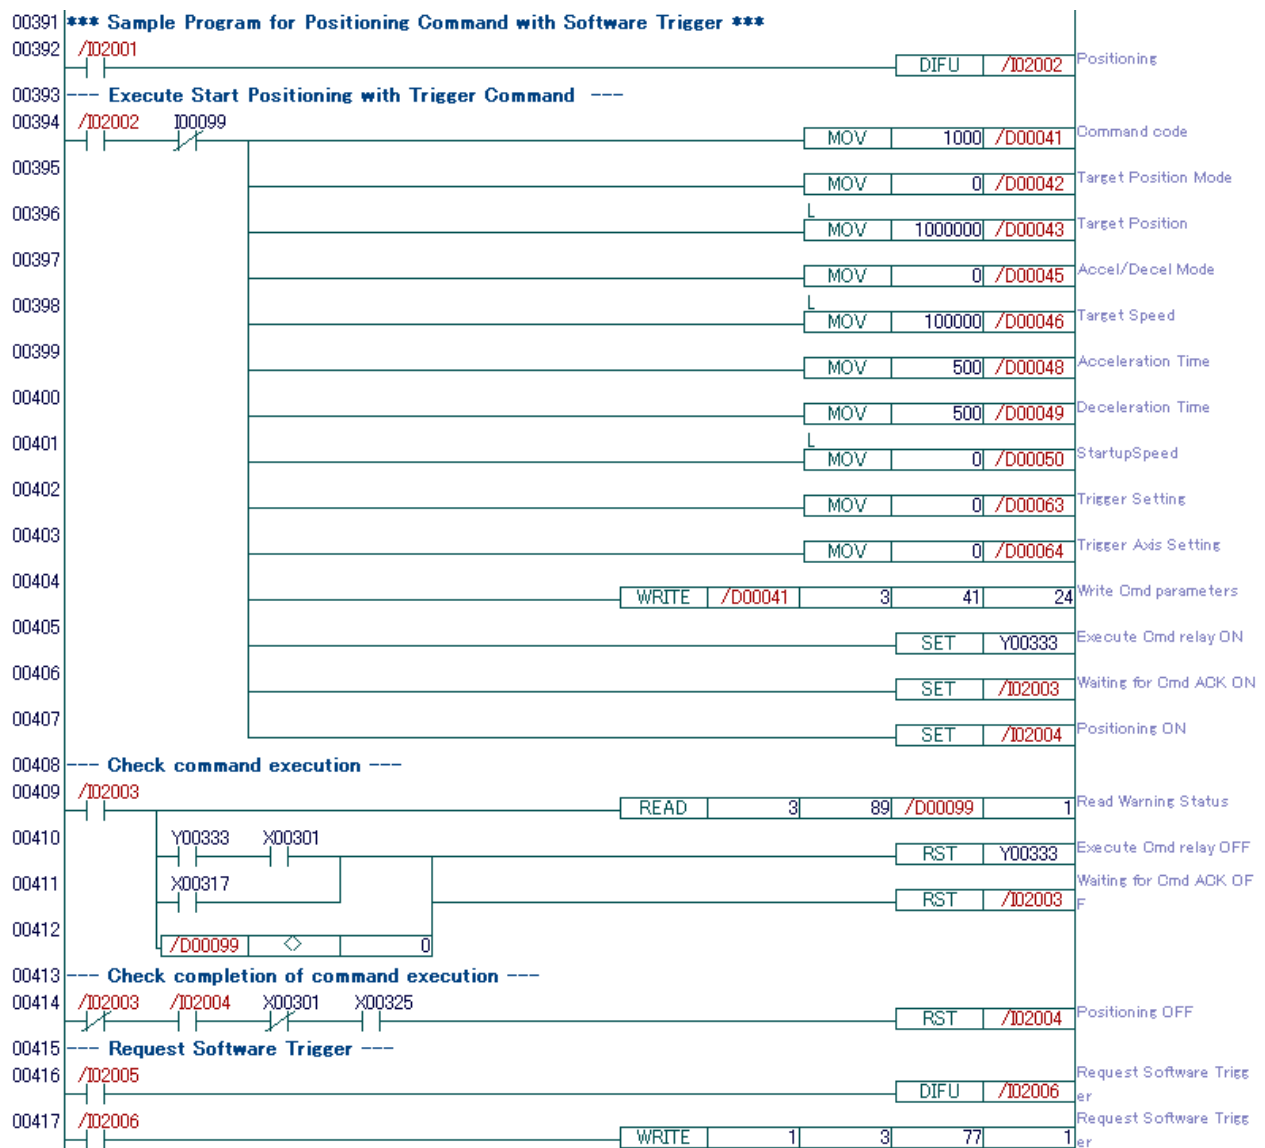 00391 *** Sample Program for Positioning Command with Software Trigger ***
00392 /I02001 DIFU /I02002 Positioning
00393 --- Execute Start Positioning with Trigger Command ---
00394 /I02002 I00099 MOV 1000 /D00041 Command code
00395 MOV 0 /D00042 Target Position Mode
00396 L MOV 1000000 /D00043 Target Position
00397 MOV 0 /D00045 Accel/Decel Mode
00398 L MOV 100000 /D00046 Target Speed
00399 MOV 500 /D00048 Acceleration Time
00400 MOV 500 /D00049 Deceleration Time
00401 L MOV 0 /D00050 StartupSpeed
00402 MOV 0 /D00063 Trigger Setting
00403 MOV 0 /D00064 Trigger Axis Setting
00404 WRITE /D00041 3 41 24 Write Cmd parameters
00405 SET Y00333 Execute Cmd relay ON
00406 SET /I02003 Waiting for Cmd ACK ON
00407 SET /I02004 Positioning ON
00408 --- Check command execution ---
00409 /I02003 READ 3 89 /D00099 1 Read Warning Status
00410 Y00333 X00301 RST Y00333 Execute Cmd relay OFF
00411 X00317 RST /I02003 Waiting for Cmd ACK OF
F
00412 /D00099 <> 0
00413 --- Check completion of command execution ---
00414 /I02003 /I02004 X00301 X00325 RST /I02004 Positioning OFF
00415 --- Request Software Trigger ---
00416 /I02005 DIFU /I02006 Request Software Trigg
er
00417 /I02006 WRITE 1 3 77 1 Request Software Trigg
er